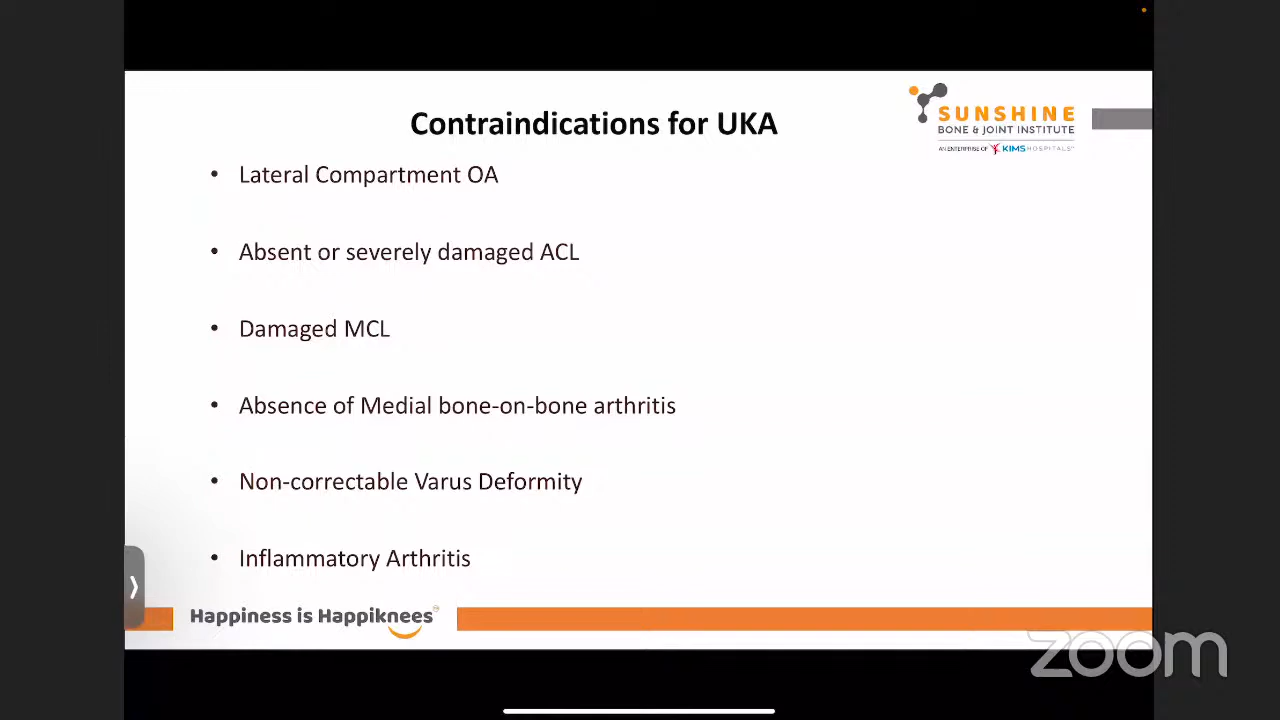 Contraindications for UKA
SUNSHINE
BONE & JOINT INSTITUTE
AN ENTERPRISE OF KIMS HOSPITALS
• Lateral Compartment OA
• Absent or severely damaged ACL
• Damaged MCL
• Absence of Medial bone-on-bone arthritis
• Non-correctable Varus Deformity
• Inflammatory Arthritis
Happiness is Happiknees
zoom